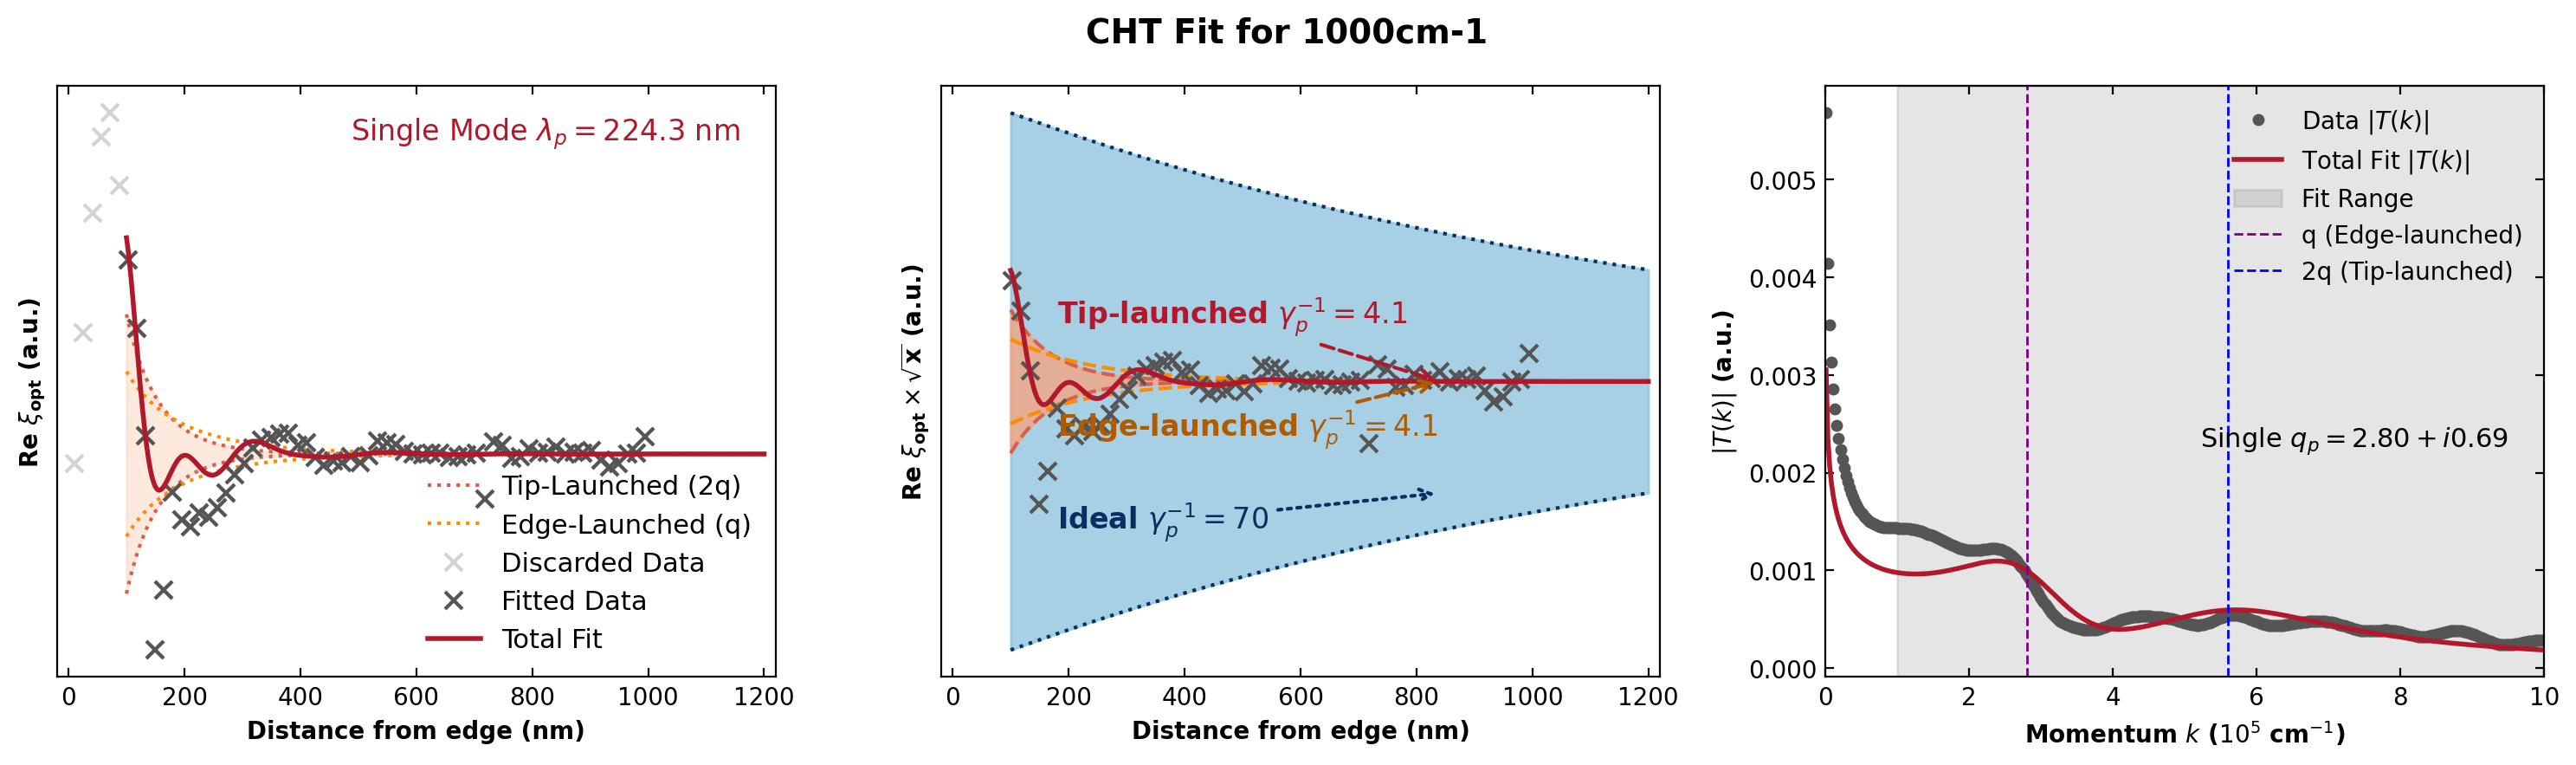 CHT Fit for 1000cm-1
Single Mode λₚ = 224.3 nm
Re ξₒₚₜ (a.u.)
Tip-Launched (2q)
Edge-Launched (q)
Discarded Data
Fitted Data
Total Fit
0 200 400 600 800 1000 1200
Distance from edge (nm)
Re ξₒₚₜ × √x (a.u.)
Tip-launched γₚ⁻¹ = 4.1
Edge-launched γₚ⁻¹ = 4.1
Ideal γₚ⁻¹ = 70
0 200 400 600 800 1000 1200
Distance from edge (nm)
|T(k)| (a.u.)
0.005
0.004
0.003
0.002
0.001
0.000
Data |T(k)|
Total Fit |T(k)|
Fit Range
q (Edge-launched)
2q (Tip-launched)
Single qₚ = 2.80 + i0.69
0 2 4 6 8 10
Momentum k (10⁵ cm⁻¹)